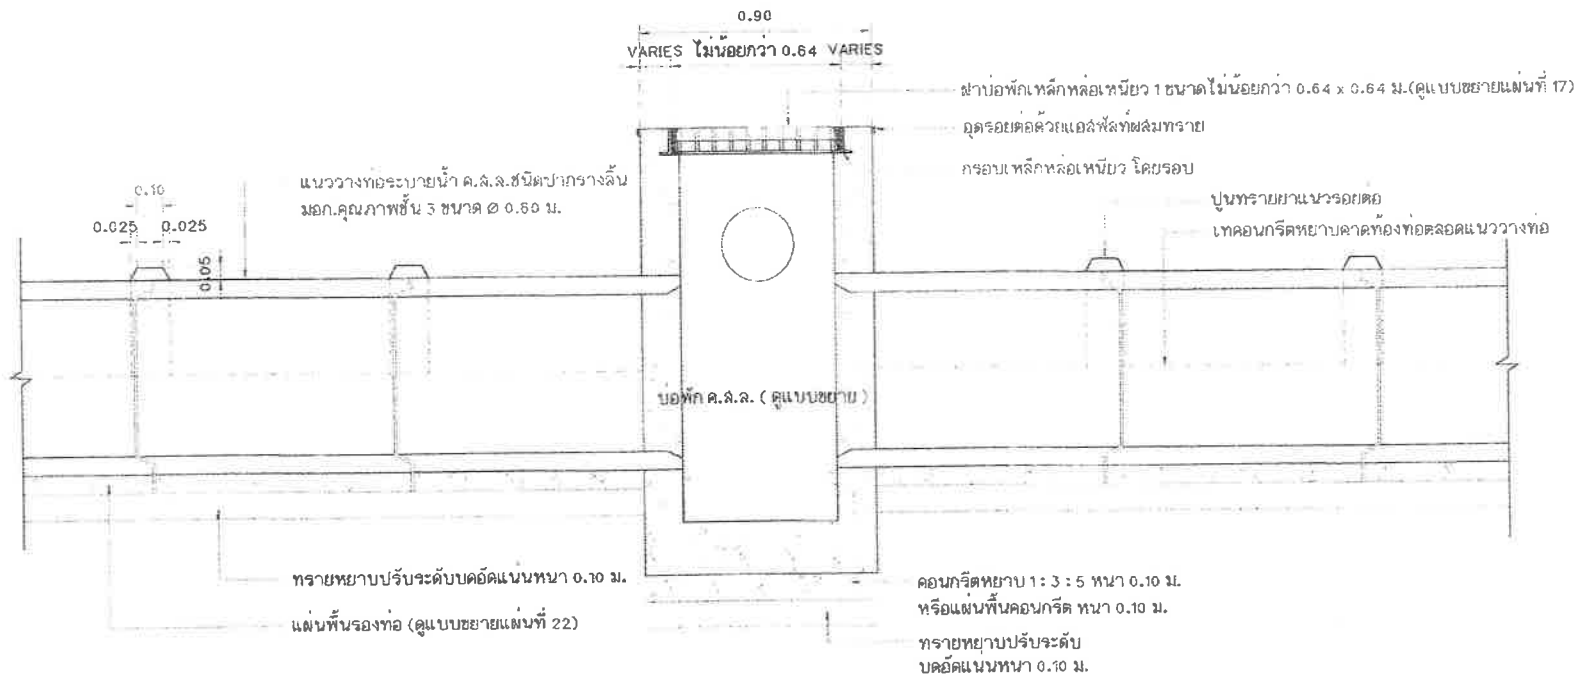 0.90
VARIES ไม่น้อยกว่า 0.64 VARIES
ฝาบ่อพักเหล็กหล่อเหนียว 1 ขนาดไม่น้อยกว่า 0.64 x 0.64 ม.(ดูแบบขยายแผ่นที่ 17)
อุดรอยต่อด้วยแอสฟัลท์ผสมทราย
กรอบเหล็กหล่อเหนียว โดยรอบ
แนววางท่อระบายน้ำ ค.ส.ล.ชนิดปากรางลิ้น
มอก.คุณภาพชั้น 3 ขนาด Ø 0.60 ม.
0.10
0.025 0.025
0.05
ปูนทรายยาแนวรอยต่อ
เทคอนกรีตหยาบคาดท้องท่อตลอดแนววางท่อ
บ่อพัก ค.ส.ล. ( ดูแบบขยาย )
ทรายหยาบปรับระดับบดอัดแน่นหนา 0.10 ม.
แผ่นพื้นรองท่อ (ดูแบบขยายแผ่นที่ 22)
คอนกรีตหยาบ 1 : 3 : 5 หนา 0.10 ม.
หรือแผ่นพื้นคอนกรีต หนา 0.10 ม.
ทรายหยาบปรับระดับ
บดอัดแน่นหนา 0.10 ม.